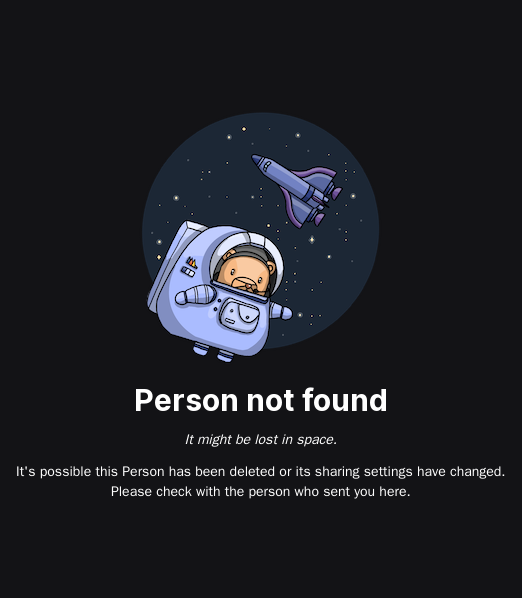 Person not found
It might be lost in space.
It's possible this Person has been deleted or its sharing settings have changed.
Please check with the person who sent you here.